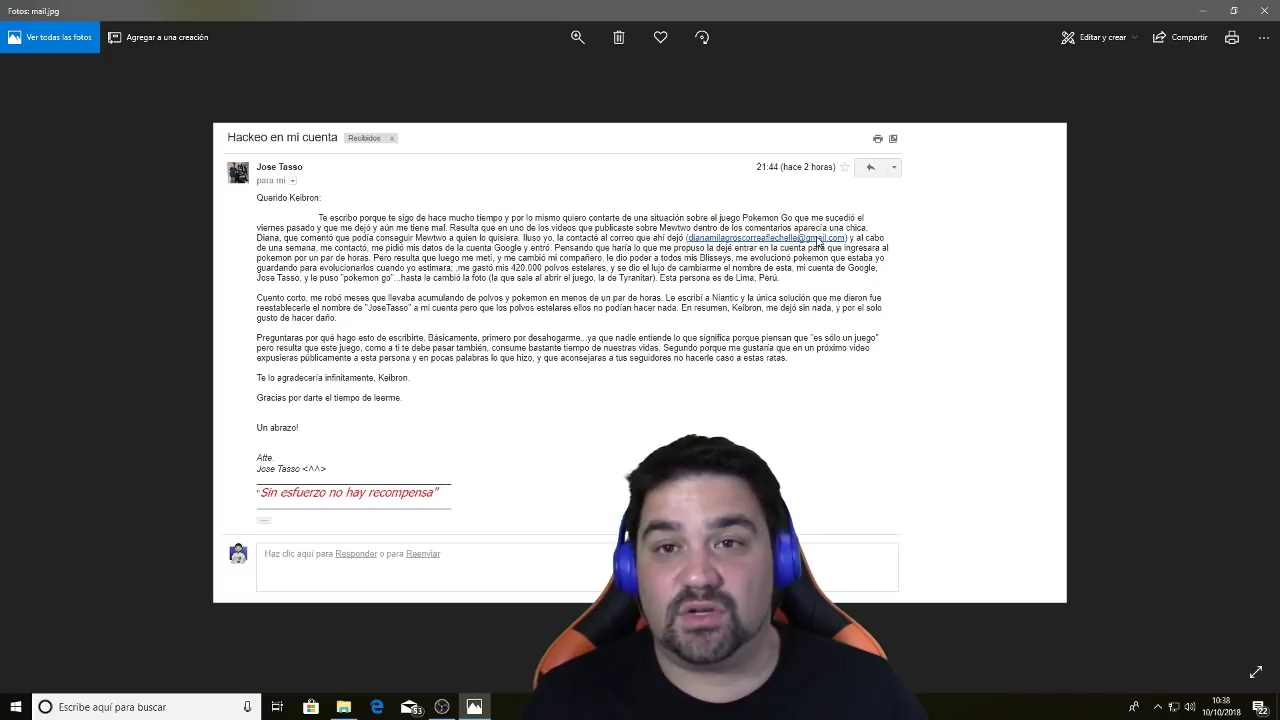 Fotos: mail.jpg
Ver todas las fotos
Agregar a una creación
Editar y crear
Compartir
Hackeo en mi cuenta
Recibidos x
Jose Tasso
21:44 (hace 2 horas)
para mi
Querido Keibron:
Te escribo porque te sigo de hace mucho tiempo y por lo mismo quiero contarte de una situación sobre el juego Pokemon Go que me sucedió el
viernes pasado y que me dejó y aún me tiene mal. Resulta que en uno de los videos que publicaste sobre Mewtwo dentro de los comentarios aparecía una chica,
Diana, que comentó que podía conseguir Mewtwo a quien lo quisiera. Iluso yo, la contacté al correo que ahí dejó (dianamilagroscorreaflechelle@gmail.com) y al cabo
de una semana, me contactó, me pidió mis datos de la cuenta Google y entró. Pensando que haría lo que me propuso la dejé entrar en la cuenta para que ingresara al
pokemon por un par de horas. Pero resulta que luego me metí, y me cambió mi compañero, le dio poder a todos mis Blisseys, me evolucionó pokemon que estaba yo
guardando para evolucionarlos cuando yo estimara; ,me gastó mis 420.000 polvos estelares, y se dio el lujo de cambiarme el nombre de esta, mi cuenta de Google,
Jose Tasso, y le puso "pokemon go"...hasta le cambió la foto (la que sale al abrir el juego, la de Tyranitar). Esta persona es de Lima, Perú.
Cuento corto, me robó meses que llevaba acumulando de polvos y pokemon en menos de un par de horas. Le escribí a Niantic y la única solución que me dieron fue
reestablecerle el nombre de "JoseTasso" a mi cuenta pero que los polvos estelares ellos no podían hacer nada. En resumen, Keibron, me dejó sin nada, y por el solo
gusto de hacer daño.
Preguntaras por qué hago esto de escribirte. Básicamente, primero por desahogarme...ya que nadie entiende lo que significa porque piensan que "es sólo un juego"
pero resulta que este juego, como a ti te debe pasar también, consume bastante tiempo de nuestras vidas. Segundo porque me gustaría que en un próximo video
expusieras públicamente a esta persona y en pocas palabras lo que hizo, y que aconsejaras a tus seguidores no hacerle caso a estas ratas.
Te lo agradecería infinitamente, Keibron.
Gracias por darte el tiempo de leerme.
Un abrazo!
Atte.
Jose Tasso <^^>
"Sin esfuerzo no hay recompensa"
Haz clic aquí para Responder o para Reenviar
Escribe aquí para buscar
53
10:38
10/10/2018
22